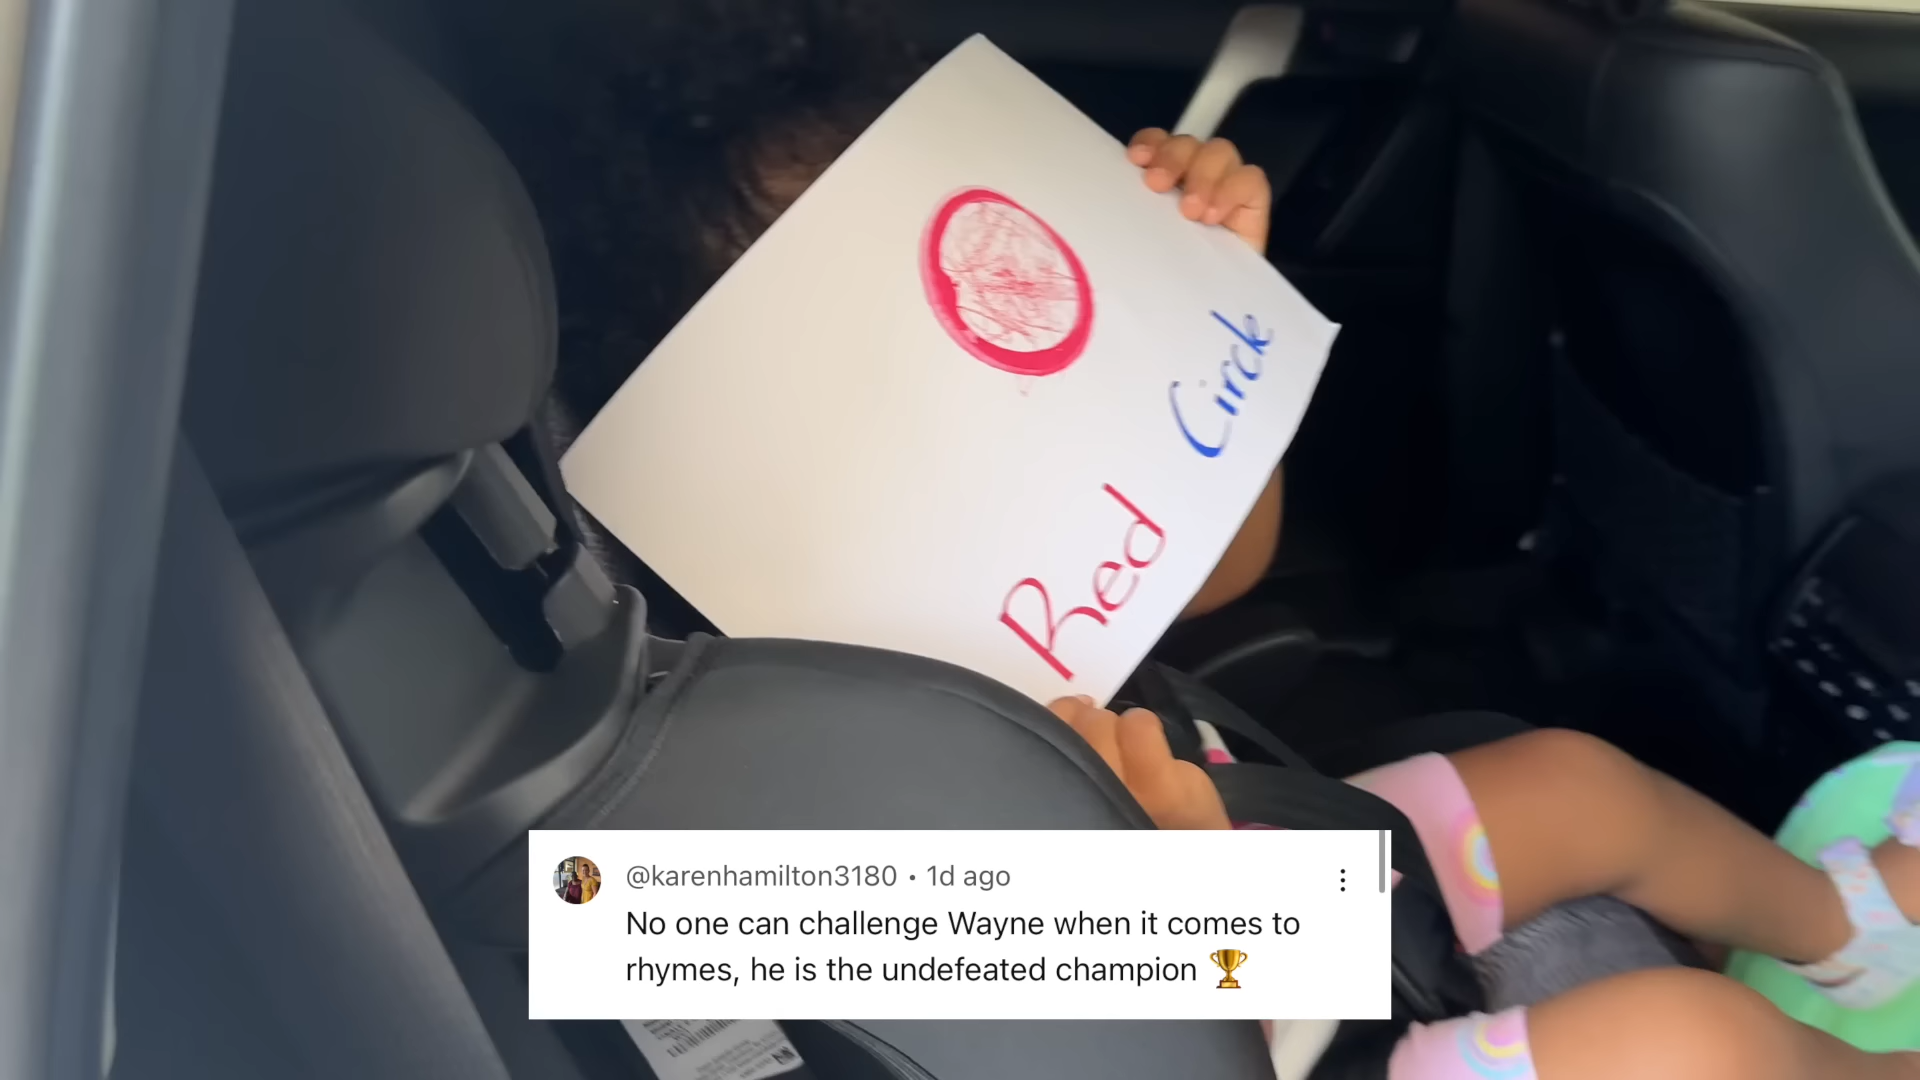 Red Circle
@karenhamilton3180 • 1d ago
No one can challenge Wayne when it comes to
rhymes, he is the undefeated champion 🏆